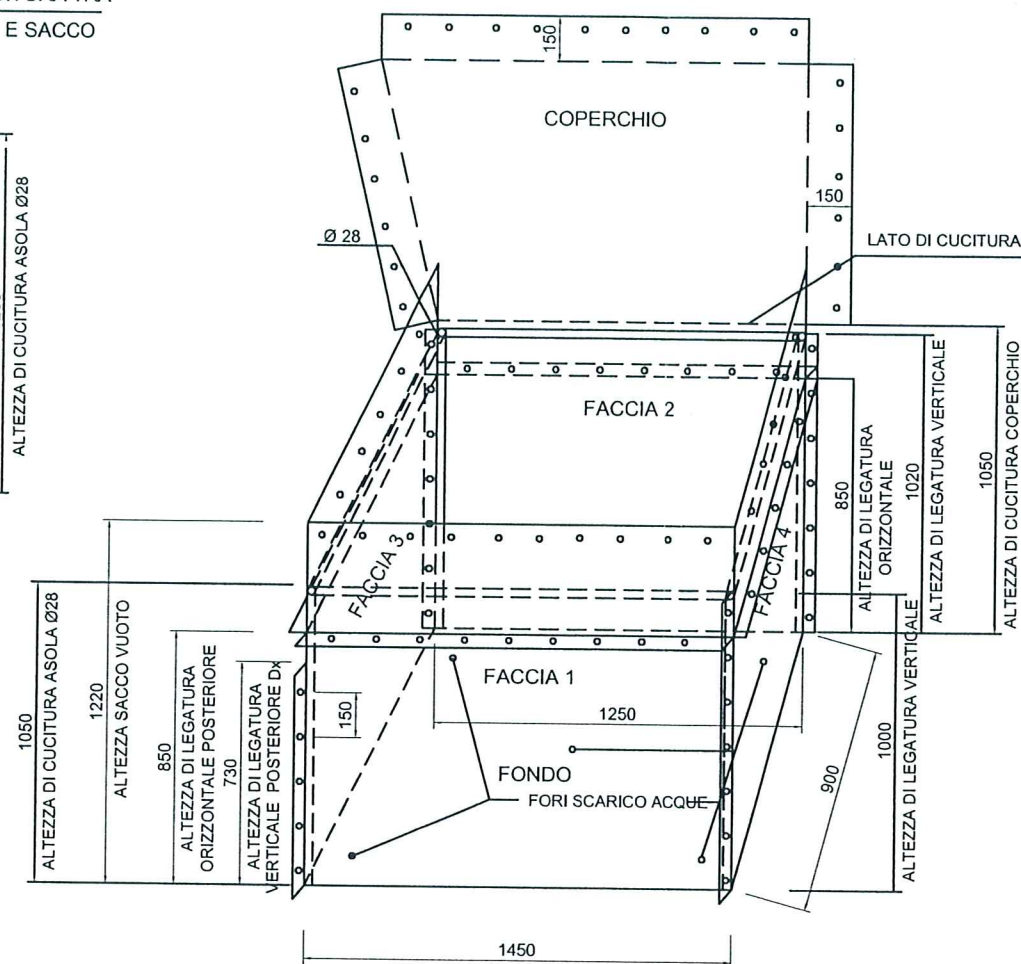 E SACCO
ALTEZZA DI CUCITURA ASOLA Ø28
150
COPERCHIO
150
Ø 28
LATO DI CUCITURA
FACCIA 2
FACCIA 3
FACCIA 4
850
ALTEZZA DI LEGATURA
ORIZZONTALE
1020
ALTEZZA DI LEGATURA VERTICALE
1050
ALTEZZA DI CUCITURA COPERCHIO
1050
ALTEZZA DI CUCITURA ASOLA Ø28
1220
ALTEZZA SACCO VUOTO
850
ALTEZZA DI LEGATURA
ORIZZONTALE POSTERIORE
730
ALTEZZA DI LEGATURA
VERTICALE POSTERIORE Dx
150
FACCIA 1
1250
FONDO
FORI SCARICO ACQUE
900
1000
ALTEZZA DI LEGATURA VERTICALE
1450